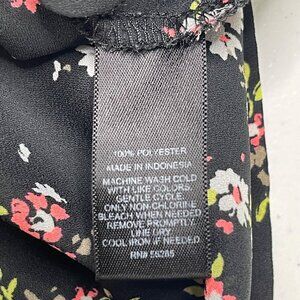 100% POLYESTER
MADE IN INDONESIA
MACHINE WASH COLD
WITH LIKE COLORS,
GENTLE CYCLE.
ONLY NON-CHLORINE
BLEACH WHEN NEEDED.
REMOVE PROMPTLY.
LINE DRY.
COOL IRON IF NEEDED.
RN# 56285